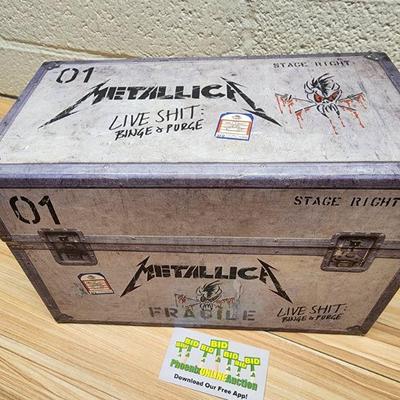 01
STAGE RIGHT
METALLICA
LIVE SHIT:
BINGE & PURGE
01
STAGE RIGHT
METALLICA
FRAGILE
LIVE SHIT:
BINGE & PURGE
BID BID BID BID BID
PhoenixONLINEAuction
Download Our Free App!